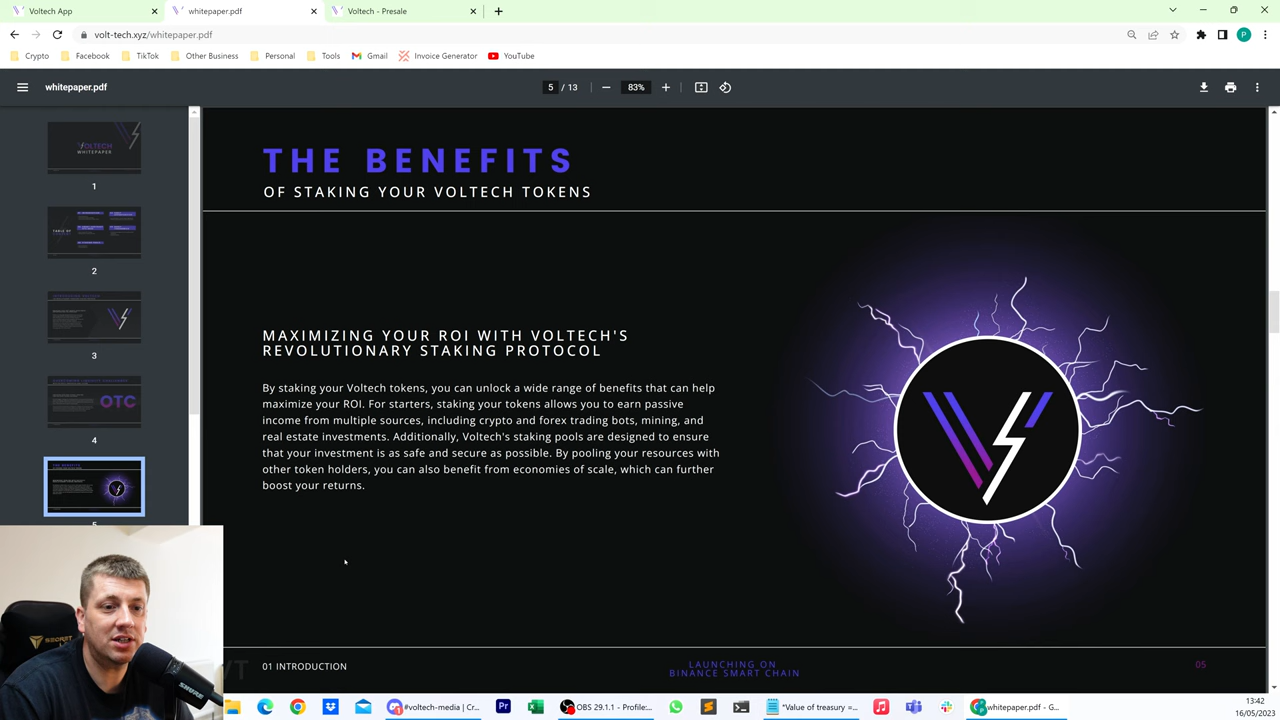 Voltech App
whitepaper.pdf
Voltech - Presale
volt-tech.xyz/whitepaper.pdf
P
Crypto
Facebook
TikTok
Other Business
Personal
Tools
Gmail
Invoice Generator
YouTube
whitepaper.pdf
5 / 13
83%
VOLTECH
WHITEPAPER
1
2
3
OTC
4
THE BENEFITS
OF STAKING YOUR VOLTECH TOKENS
MAXIMIZING YOUR ROI WITH VOLTECH'S
REVOLUTIONARY STAKING PROTOCOL
By staking your Voltech tokens, you can unlock a wide range of benefits that can help
maximize your ROI. For starters, staking your tokens allows you to earn passive
income from multiple sources, including crypto and forex trading bots, mining, and
real estate investments. Additionally, Voltech's staking pools are designed to ensure
that your investment is as safe and secure as possible. By pooling your resources with
other token holders, you can also benefit from economies of scale, which can further
boost your returns.
01 INTRODUCTION
LAUNCHING ON
BINANCE SMART CHAIN
05
SHURE
#voltech-media | Cr...
Pr
OBS 29.1.1 - Profile:...
*Value of treasury =...
whitepaper.pdf - G...
13:42
16/05/2023